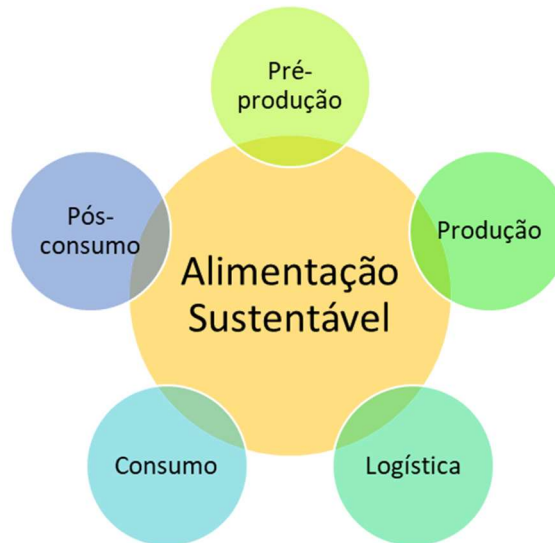 Pré-
produção
Pós-
consumo
Produção
Alimentação
Sustentável
Consumo
Logística